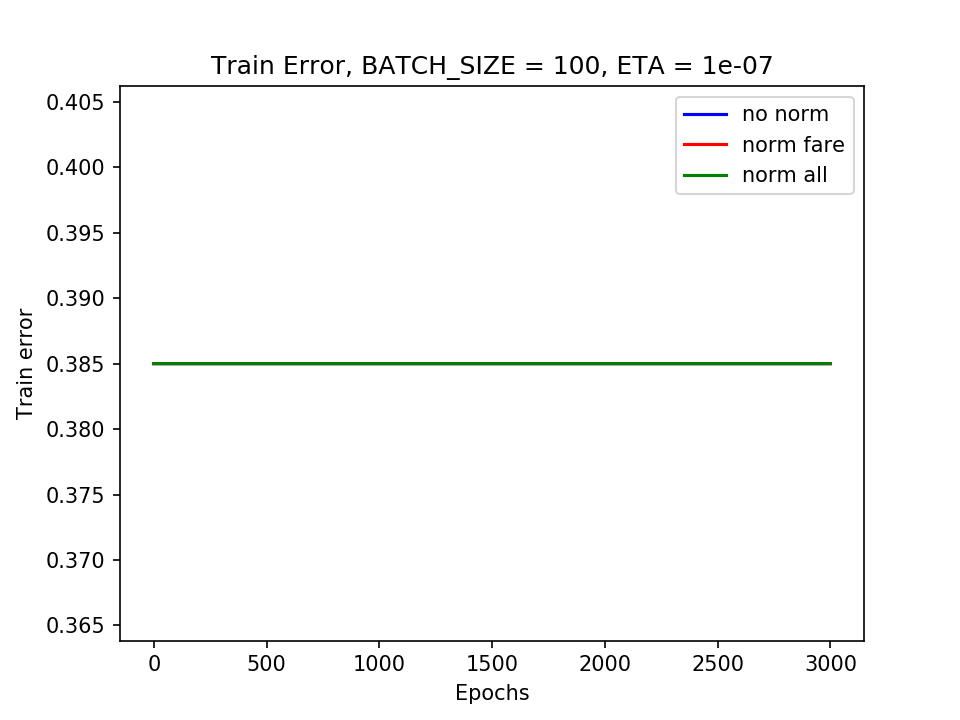 Train Error, BATCH_SIZE = 100, ETA = 1e-07
no norm
norm fare
norm all
Train error
0.405
0.400
0.395
0.390
0.385
0.380
0.375
0.370
0.365
0 500 1000 1500 2000 2500 3000
Epochs